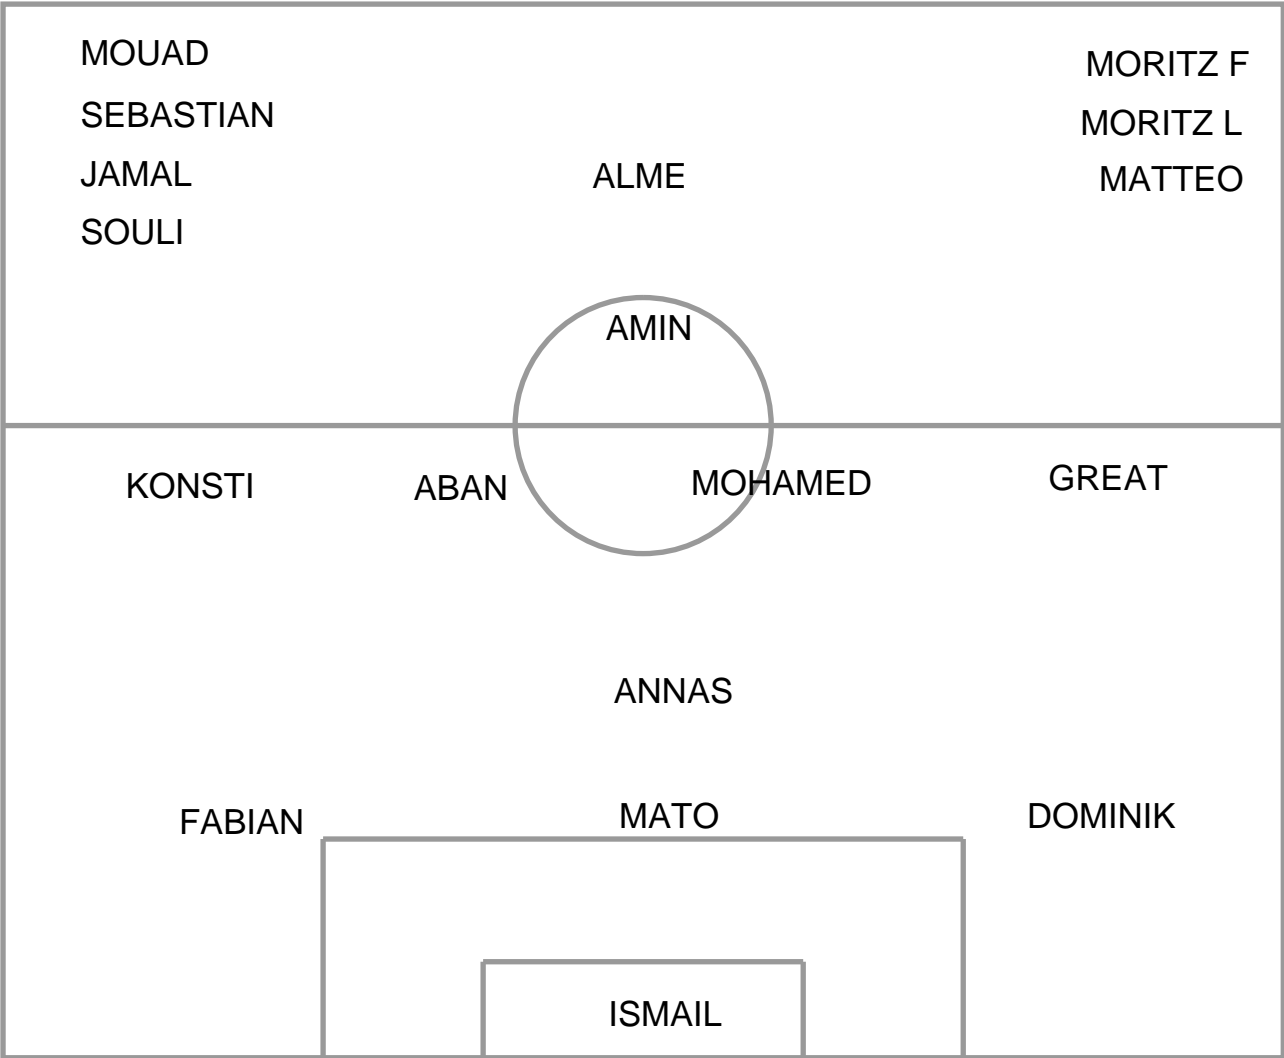 MOUAD
SEBASTIAN
JAMAL
SOULI
MORITZ F
MORITZ L
MATTEO
ALME
AMIN
KONSTI
ABAN
MOHAMED
GREAT
ANNAS
FABIAN
MATO
DOMINIK
ISMAIL